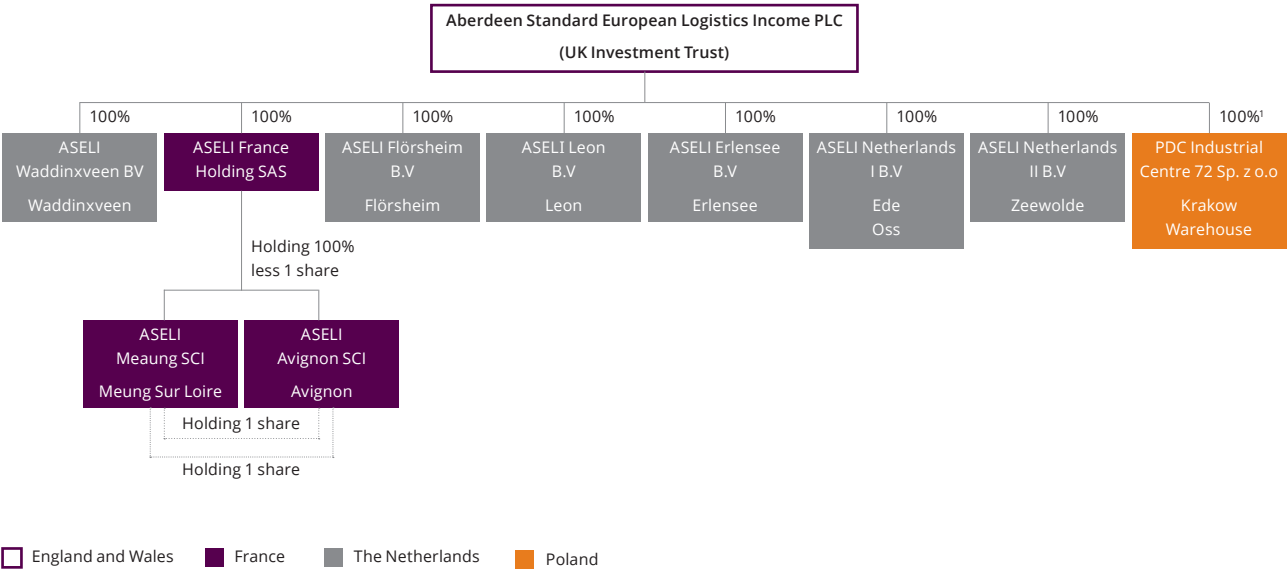 Aberdeen Standard European Logistics Income PLC
(UK Investment Trust)
100%
100%
100%
100%
100%
100%
100%
100%¹
ASELI
Waddinxveen BV
Waddinxveen
ASELI France
Holding SAS
ASELI Flörsheim
B.V
Flörsheim
ASELI Leon
B.V
Leon
ASELI Erlensee
B.V
Erlensee
ASELI Netherlands
I B.V
Ede
Oss
ASELI Netherlands
II B.V
Zeewolde
PDC Industrial
Centre 72 Sp. z o.o
Krakow
Warehouse
Holding 100%
less 1 share
ASELI
Meaung SCI
Meung Sur Loire
ASELI
Avignon SCI
Avignon
Holding 1 share
Holding 1 share
England and Wales
France
The Netherlands
Poland